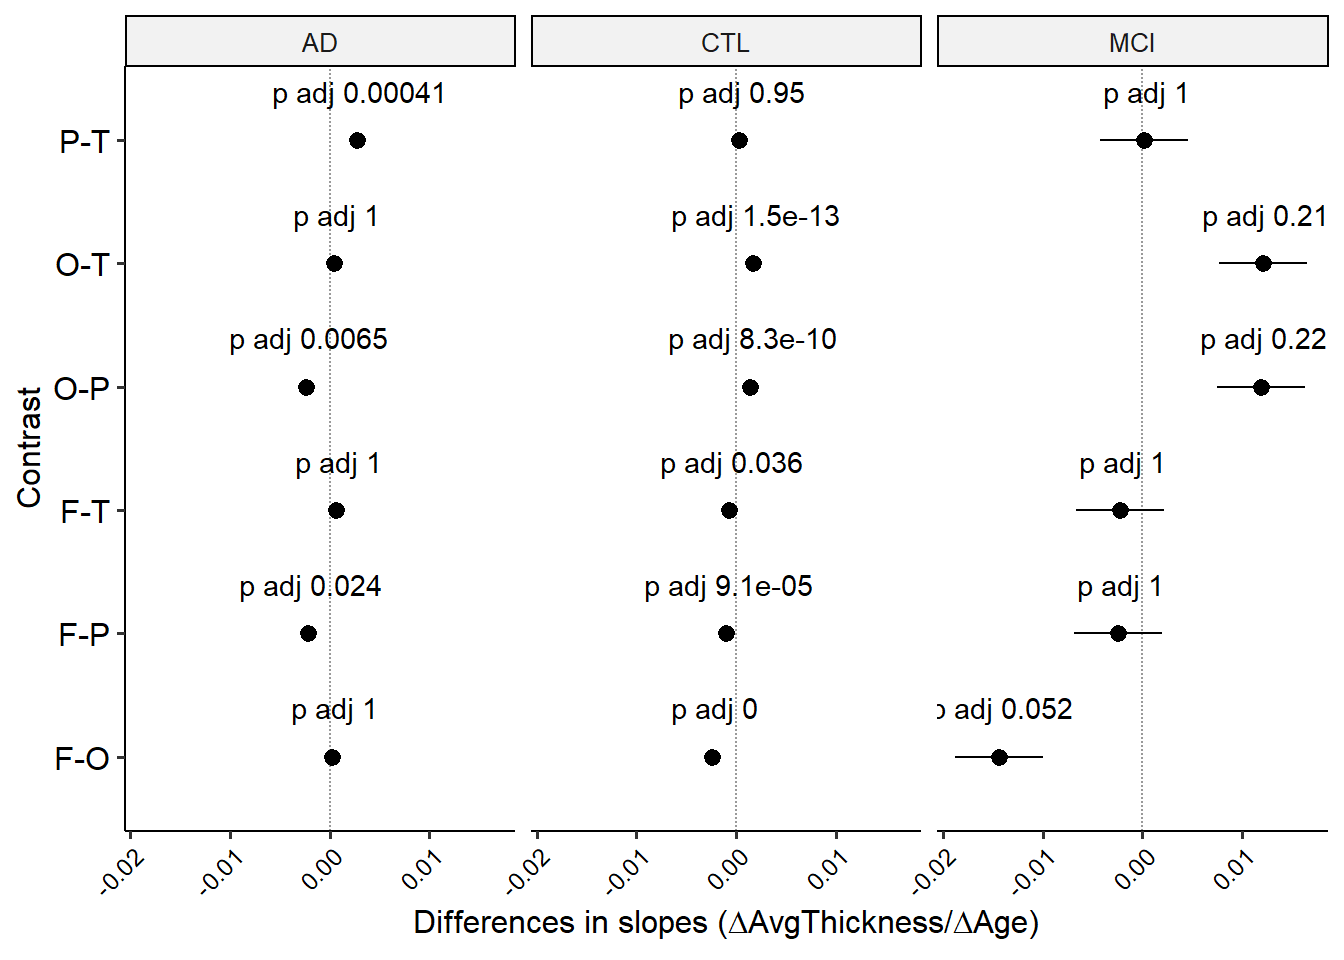 AD CTL MCI
p adj 0.00041 p adj 0.95 p adj 1
P-T
p adj 1 p adj 1.5e-13 p adj 0.21
O-T
p adj 0.0065 p adj 8.3e-10 p adj 0.22
O-P
p adj 1 p adj 0.036 p adj 1
F-T
p adj 0.024 p adj 9.1e-05 p adj 1
F-P
p adj 1 p adj 0 p adj 0.052
F-O
Contrast
-0.02 -0.01 0.00 0.01 -0.02 -0.01 0.00 0.01 -0.02 -0.01 0.00 0.01
Differences in slopes (ΔAvgThickness/ΔAge)